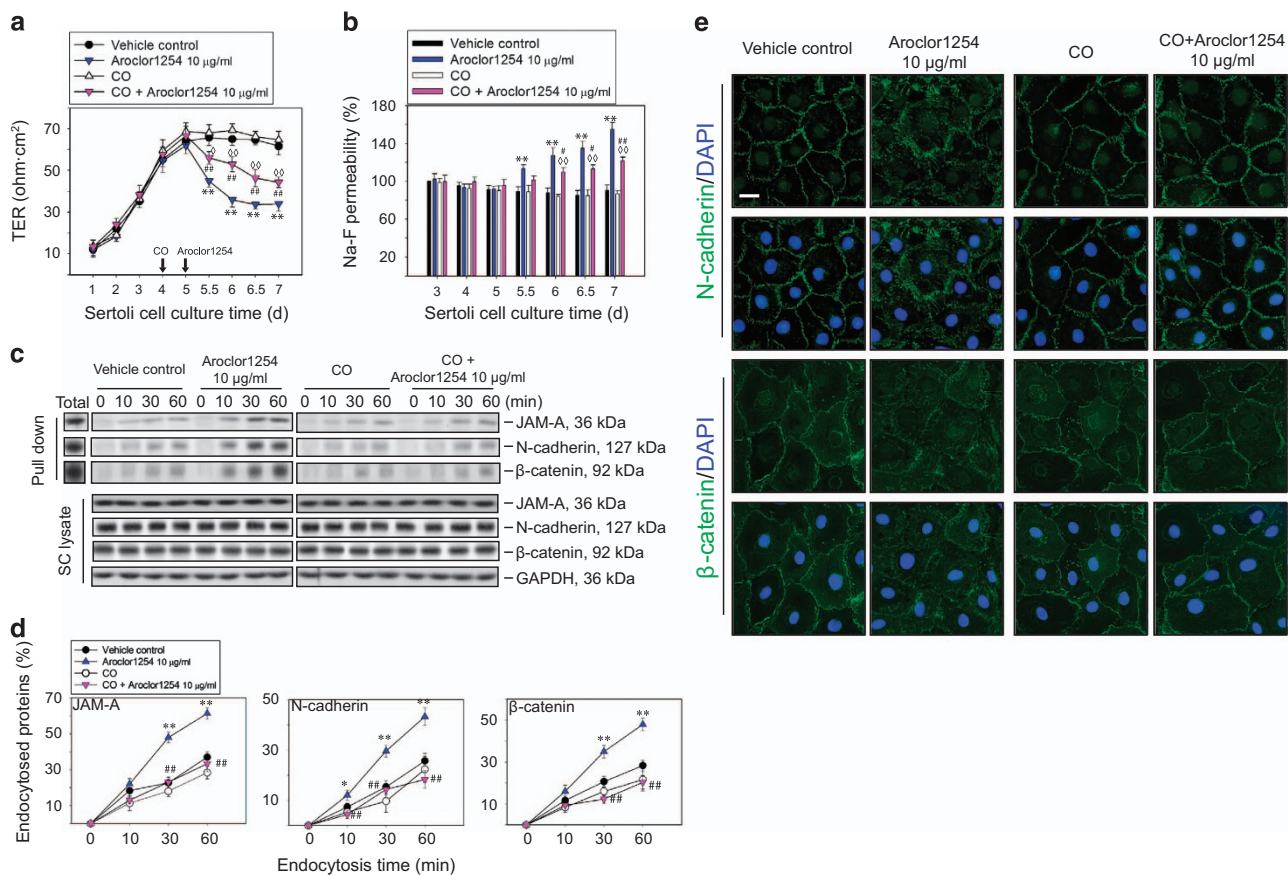 a
Vehicle control
Aroclor1254 10 μg/ml
CO
CO + Aroclor1254 10 μg/ml
TER (ohm·cm²)
70
50
30
10
CO Aroclor1254
** ** ** **
## ## ## ##
◊◊ ◊◊ ◊◊
1 2 3 4 5 5.5 6 6.5 7
Sertoli cell culture time (d)
b
Vehicle control
Aroclor1254 10 μg/ml
CO
CO + Aroclor1254 10 μg/ml
Na-F permeability (%)
180
140
100
60
20
** ** ** **
# # ##
◊◊ ◊◊ ◊◊
3 4 5 5.5 6 6.5 7
Sertoli cell culture time (d)
c
Vehicle control
Aroclor1254
10 μg/ml
CO
CO +
Aroclor1254 10 μg/ml
Total 0 10 30 60 0 10 30 60 0 10 30 60 0 10 30 60 (min)
Pull down
JAM-A, 36 kDa
N-cadherin, 127 kDa
β-catenin, 92 kDa
SC lysate
JAM-A, 36 kDa
N-cadherin, 127 kDa
β-catenin, 92 kDa
GAPDH, 36 kDa
d
Vehicle control
Aroclor1254 10 μg/ml
CO
CO + Aroclor1254 10 μg/ml
Endocytosed proteins (%)
JAM-A
70
50
30
10
** **
## ##
0 10 30 60
N-cadherin
50
30
10
* ** **
## ## ##
0 10 30 60
β-catenin
50
30
10
** **
## ##
0 10 30 60
Endocytosis time (min)
e
Vehicle control
Aroclor1254
10 μg/ml
CO
CO+Aroclor1254
10 μg/ml
N-cadherin/DAPI
β-catenin/DAPI